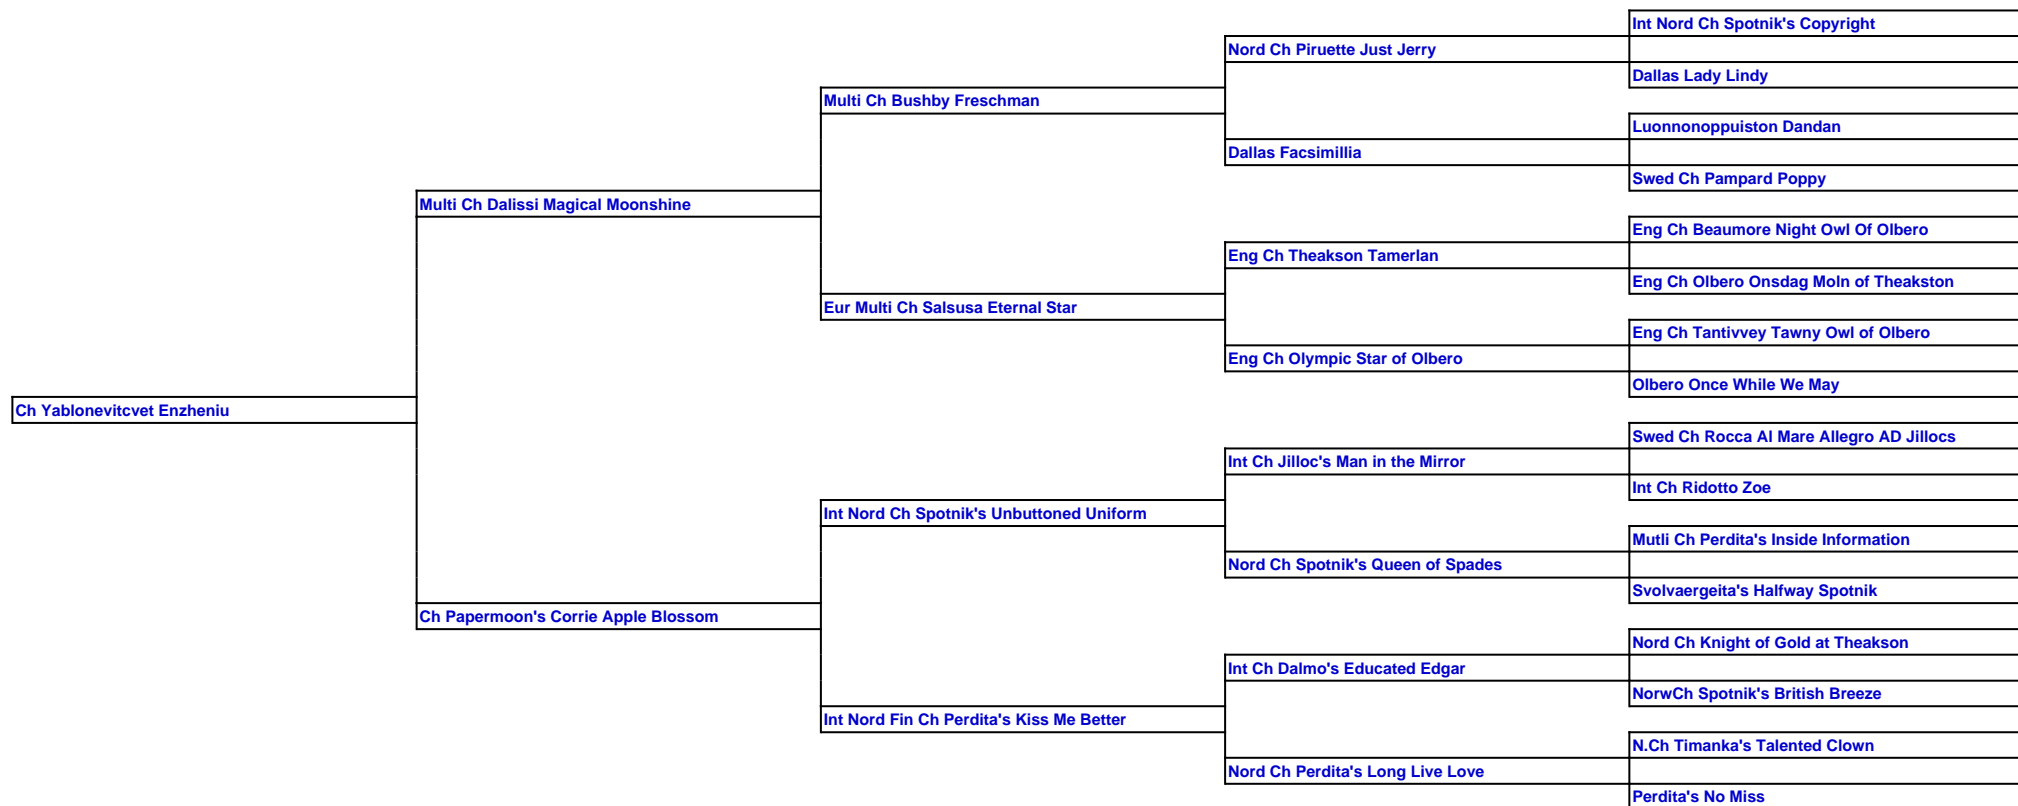 Int Nord Ch Spotnik's Copyright
Nord Ch Piruette Just Jerry
Dallas Lady Lindy
Multi Ch Bushby Freschman
Luonnonoppuiston Dandan
Dallas Facsimillia
Swed Ch Pampard Poppy
Multi Ch Dalissi Magical Moonshine
Eng Ch Beaumore Night Owl Of Olbero
Eng Ch Theakson Tamerlan
Eng Ch Olbero Onsdag Moln of Theakston
Eur Multi Ch Salsusa Eternal Star
Eng Ch Tantivvey Tawny Owl of Olbero
Eng Ch Olympic Star of Olbero
Olbero Once While We May
Ch Yablonevitcvet Enzheniu
Swed Ch Rocca Al Mare Allegro AD Jillocs
Int Ch Jilloc's Man in the Mirror
Int Ch Ridotto Zoe
Int Nord Ch Spotnik's Unbuttoned Uniform
Mutli Ch Perdita's Inside Information
Nord Ch Spotnik's Queen of Spades
Svolvaergeita's Halfway Spotnik
Ch Papermoon's Corrie Apple Blossom
Nord Ch Knight of Gold at Theakson
Int Ch Dalmo's Educated Edgar
NorwCh Spotnik's British Breeze
Int Nord Fin Ch Perdita's Kiss Me Better
N.Ch Timanka's Talented Clown
Nord Ch Perdita's Long Live Love
Perdita's No Miss